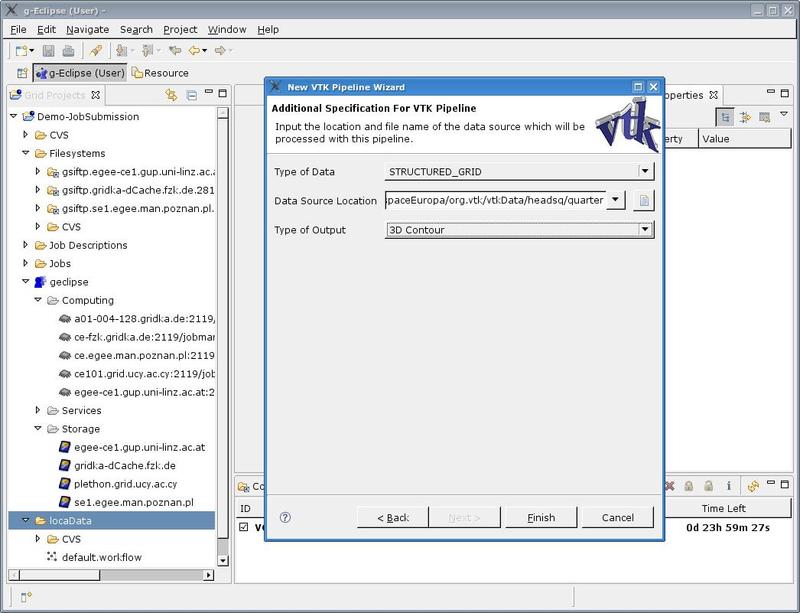 g-Eclipse (User) -
File Edit Navigate Search Project Window Help
g-Eclipse (User) Resource
Grid Projects
Demo-JobSubmission
CVS
Filesystems
gsiftp.egee-ce1.gup.uni-linz.ac.
gsiftp.gridka-dCache.fzk.de.281
gsiftp.se1.egee.man.poznan.pl.
CVS
Job Descriptions
Jobs
geclipse
Computing
a01-004-128.gridka.de:2119/
ce-fzk.gridka.de:2119/jobmar
ce.egee.man.poznan.pl:2119
ce101.grid.ucy.ac.cy:2119/job
egee-ce1.gup.uni-linz.ac.at:2
Services
Storage
egee-ce1.gup.uni-linz.ac.at
gridka-dCache.fzk.de
plethon.grid.ucy.ac.cy
se1.egee.man.poznan.pl
locaData
CVS
default.workflow
New VTK Pipeline Wizard
Additional Specification For VTK Pipeline
Input the location and file name of the data source which will be
processed with this pipeline.
vtk
Type of Data STRUCTURED_GRID
Data Source Location spaceEuropa/org.vtk/vtkData/headsq/quarter
Type of Output 3D Contour
< Back Next > Finish Cancel
operties
erty Value
Co
ID Time Left
VO 0d 23h 59m 27s